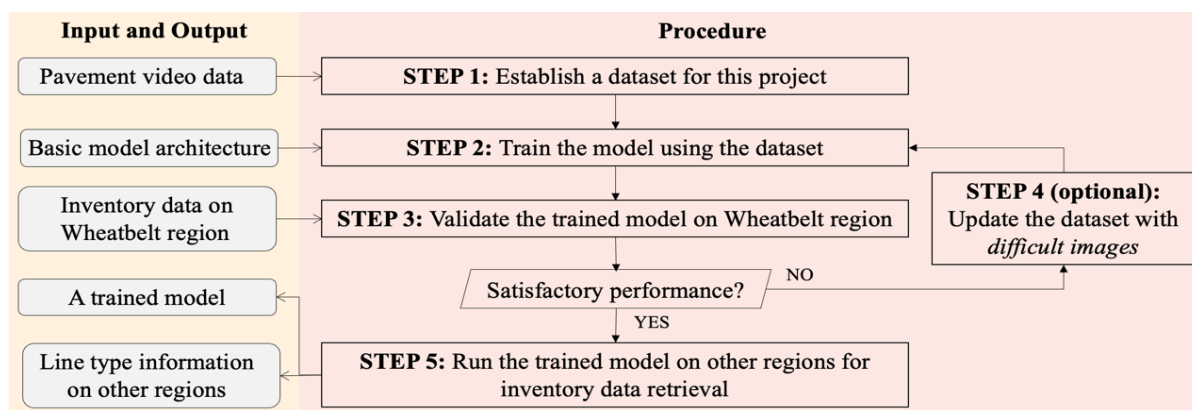 Input and Output
Procedure
Pavement video data
STEP 1: Establish a dataset for this project
Basic model architecture
STEP 2: Train the model using the dataset
Inventory data on
Wheatbelt region
STEP 3: Validate the trained model on Wheatbelt region
STEP 4 (optional):
Update the dataset with
difficult images
A trained model
Satisfactory performance?
NO
YES
Line type information
on other regions
STEP 5: Run the trained model on other regions for
inventory data retrieval